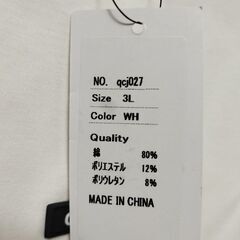 NO. qcj027
Size 3L
Color WH
Quality
綿 80%
ポリエステル 12%
ポリウレタン 8%
MADE IN CHINA